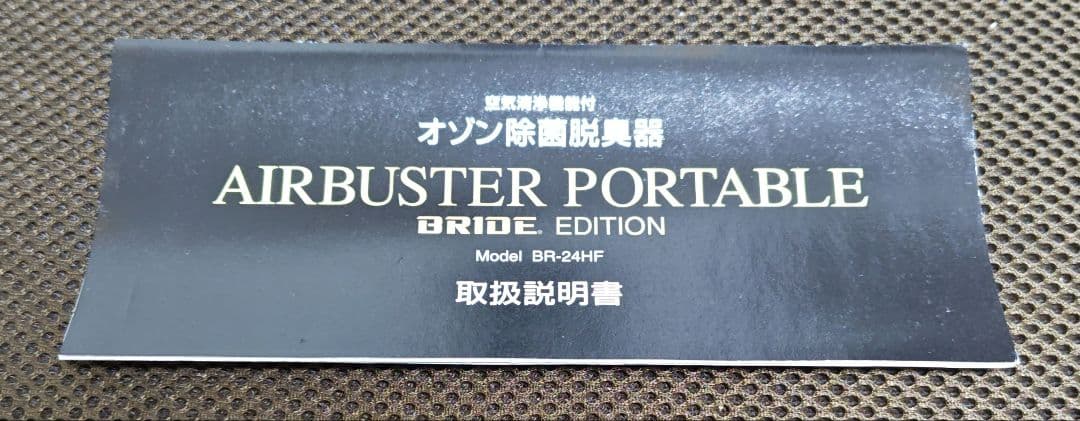 空気清浄機能付
オゾン除菌脱臭器
AIRBUSTER PORTABLE
BRIDE® EDITION
Model BR-24HF
取扱説明書